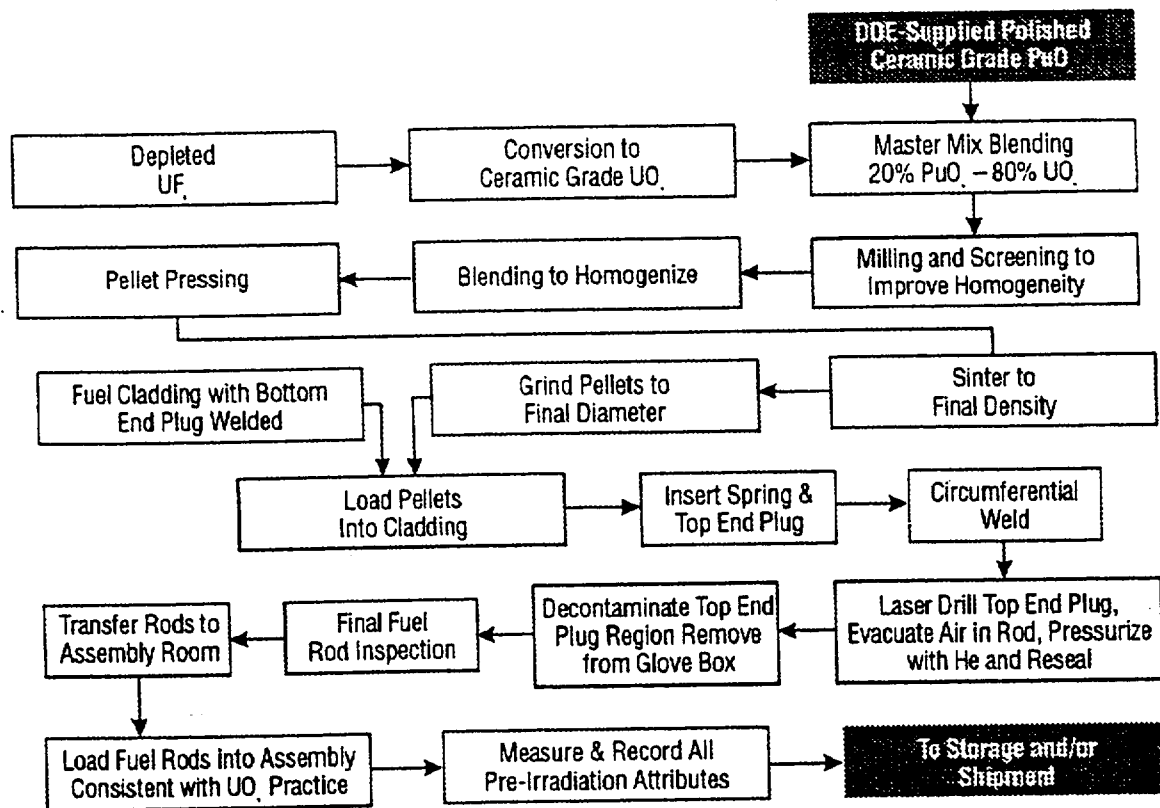 DOE-Supplied Polished
Ceramic Grade PuO
Depleted
UF.
Conversion to
Ceramic Grade UO.
Master Mix Blending
20% PuO. – 80% UO.
Pellet Pressing
Blending to Homogenize
Milling and Screening to
Improve Homogeneity
Fuel Cladding with Bottom
End Plug Welded
Grind Pellets to
Final Diameter
Sinter to
Final Density
Load Pellets
Into Cladding
Insert Spring &
Top End Plug
Circumferential
Weld
Transfer Rods to
Assembly Room
Final Fuel
Rod Inspection
Decontaminate Top End
Plug Region Remove
from Glove Box
Laser Drill Top End Plug,
Evacuate Air in Rod, Pressurize
with He and Reseal
Load Fuel Rods into Assembly
Consistent with UO. Practice
Measure & Record All
Pre-Irradiation Attributes
To Storage and/or
Shipment